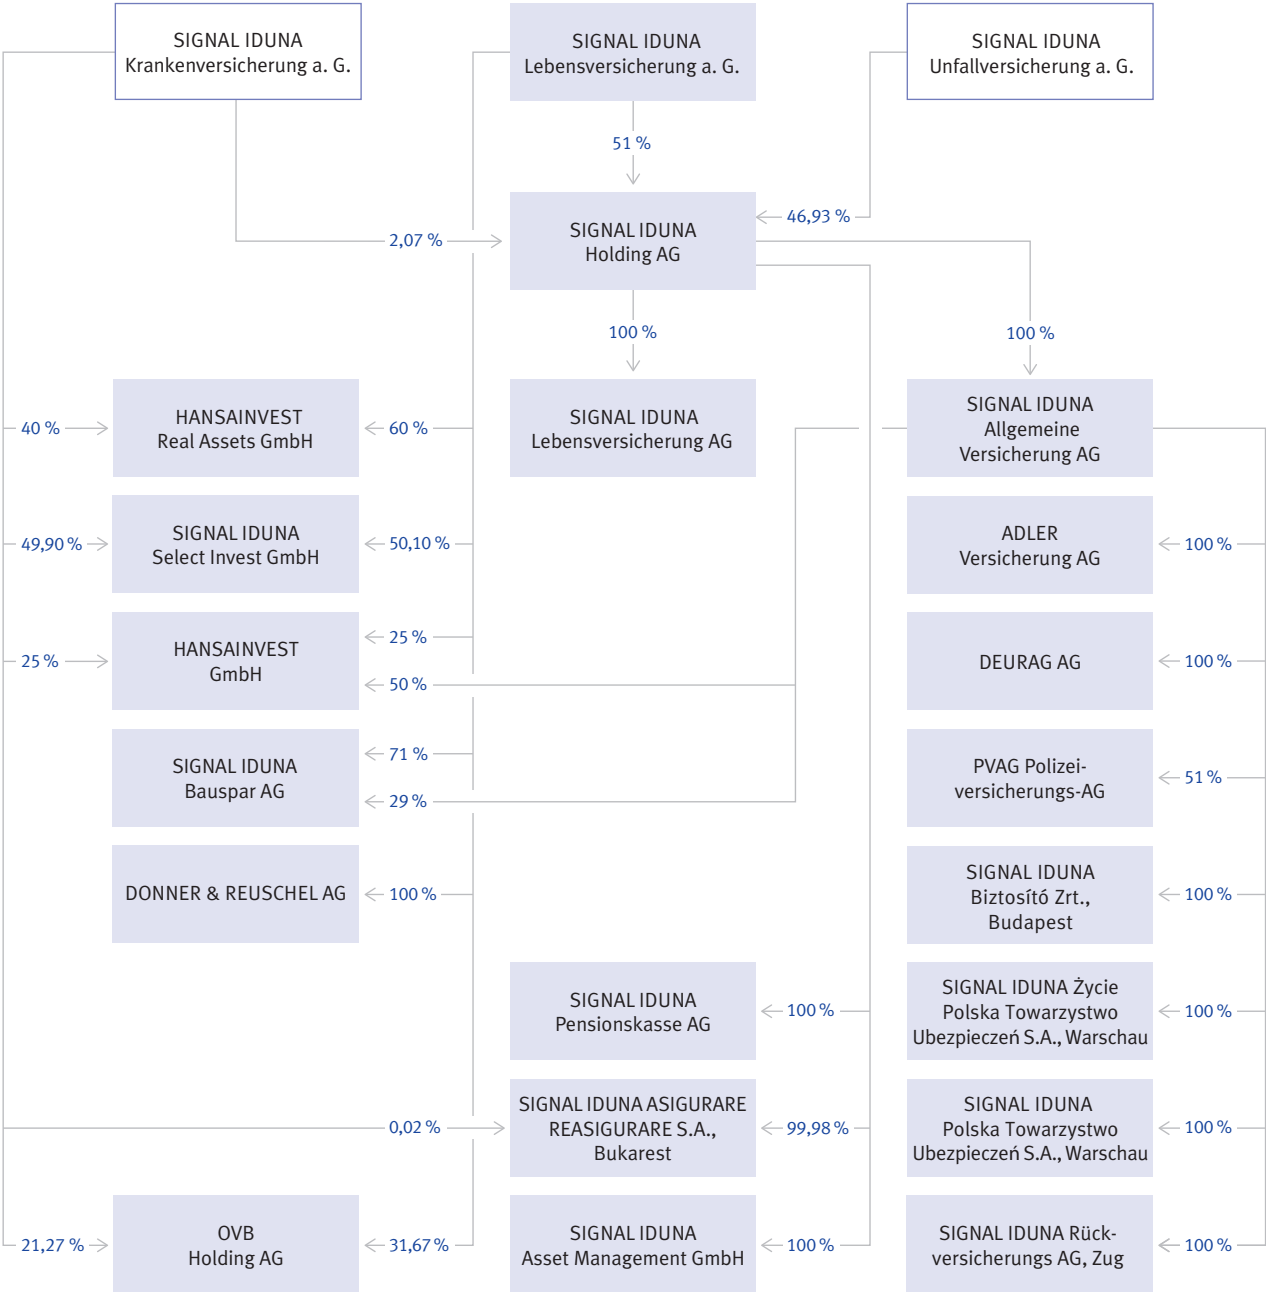 SIGNAL IDUNA
Krankenversicherung a. G.
SIGNAL IDUNA
Lebensversicherung a. G.
SIGNAL IDUNA
Unfallversicherung a. G.
51 %
46,93 %
2,07 %
SIGNAL IDUNA
Holding AG
100 %
100 %
40 %
HANSAINVEST
Real Assets GmbH
60 %
SIGNAL IDUNA
Lebensversicherung AG
SIGNAL IDUNA
Allgemeine
Versicherung AG
49,90 %
SIGNAL IDUNA
Select Invest GmbH
50,10 %
ADLER
Versicherung AG
100 %
25 %
HANSAINVEST
GmbH
25 %
50 %
DEURAG AG
100 %
SIGNAL IDUNA
Bauspar AG
71 %
29 %
PVAG Polizei-
versicherungs-AG
51 %
DONNER & REUSCHEL AG
100 %
SIGNAL IDUNA
Biztosító Zrt.,
Budapest
100 %
SIGNAL IDUNA
Pensionskasse AG
100 %
SIGNAL IDUNA Życie
Polska Towarzystwo
Ubezpieczeń S.A., Warschau
100 %
0,02 %
SIGNAL IDUNA ASIGURARE
REASIGURARE S.A.,
Bukarest
99,98 %
SIGNAL IDUNA
Polska Towarzystwo
Ubezpieczeń S.A., Warschau
100 %
21,27 %
OVB
Holding AG
31,67 %
SIGNAL IDUNA
Asset Management GmbH
100 %
SIGNAL IDUNA Rück-
versicherungs AG, Zug
100 %